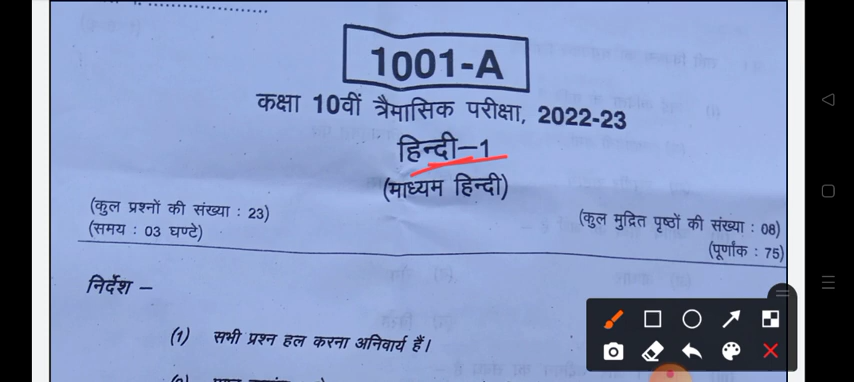 1001-A
कक्षा 10वीं त्रैमासिक परीक्षा, 2022-23
हिन्दी-1
(माध्यम हिन्दी)
(कुल प्रश्नों की संख्या : 23)
(कुल मुद्रित पृष्ठों की संख्या : 08)
(समय : 03 घण्टे)
(पूर्णांक : 75)
निर्देश –
(1) सभी प्रश्न हल करना अनिवार्य हैं।